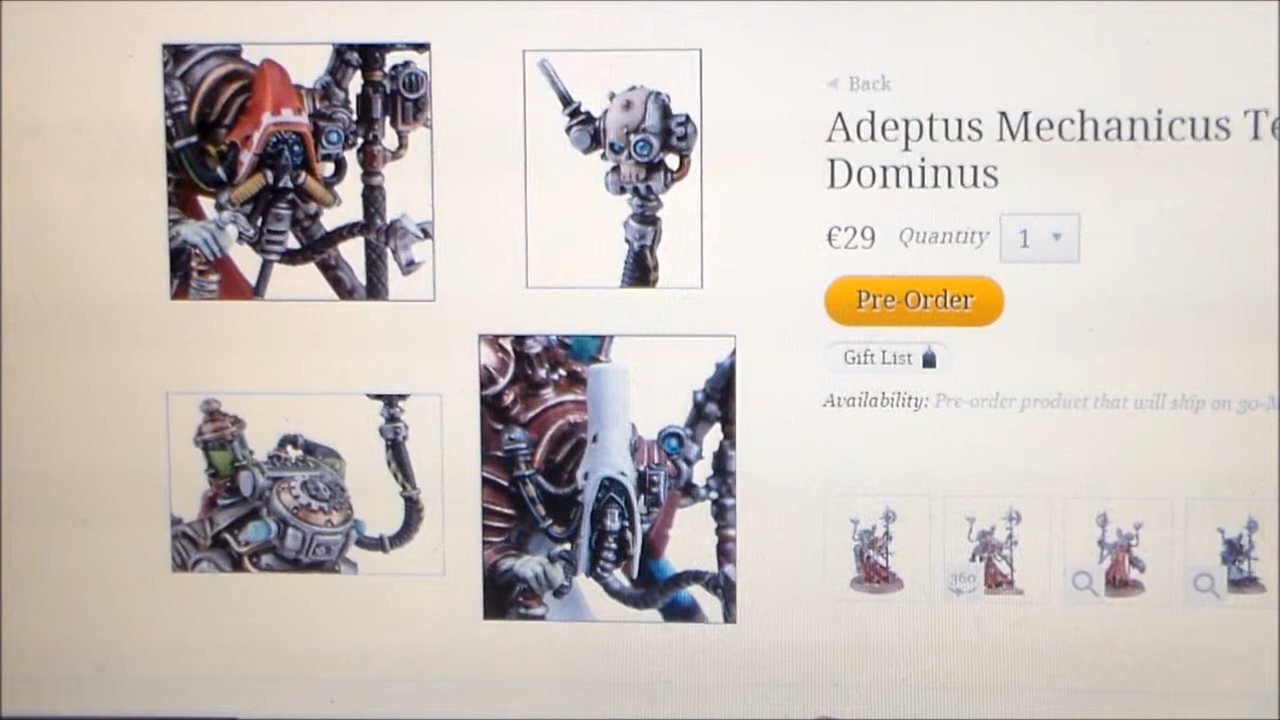 Back
Adeptus Mechanicus
Dominus
€29 Quantity 1
Pre-Order
Gift List
Availability: Pre-order product that will ship on 30-
360